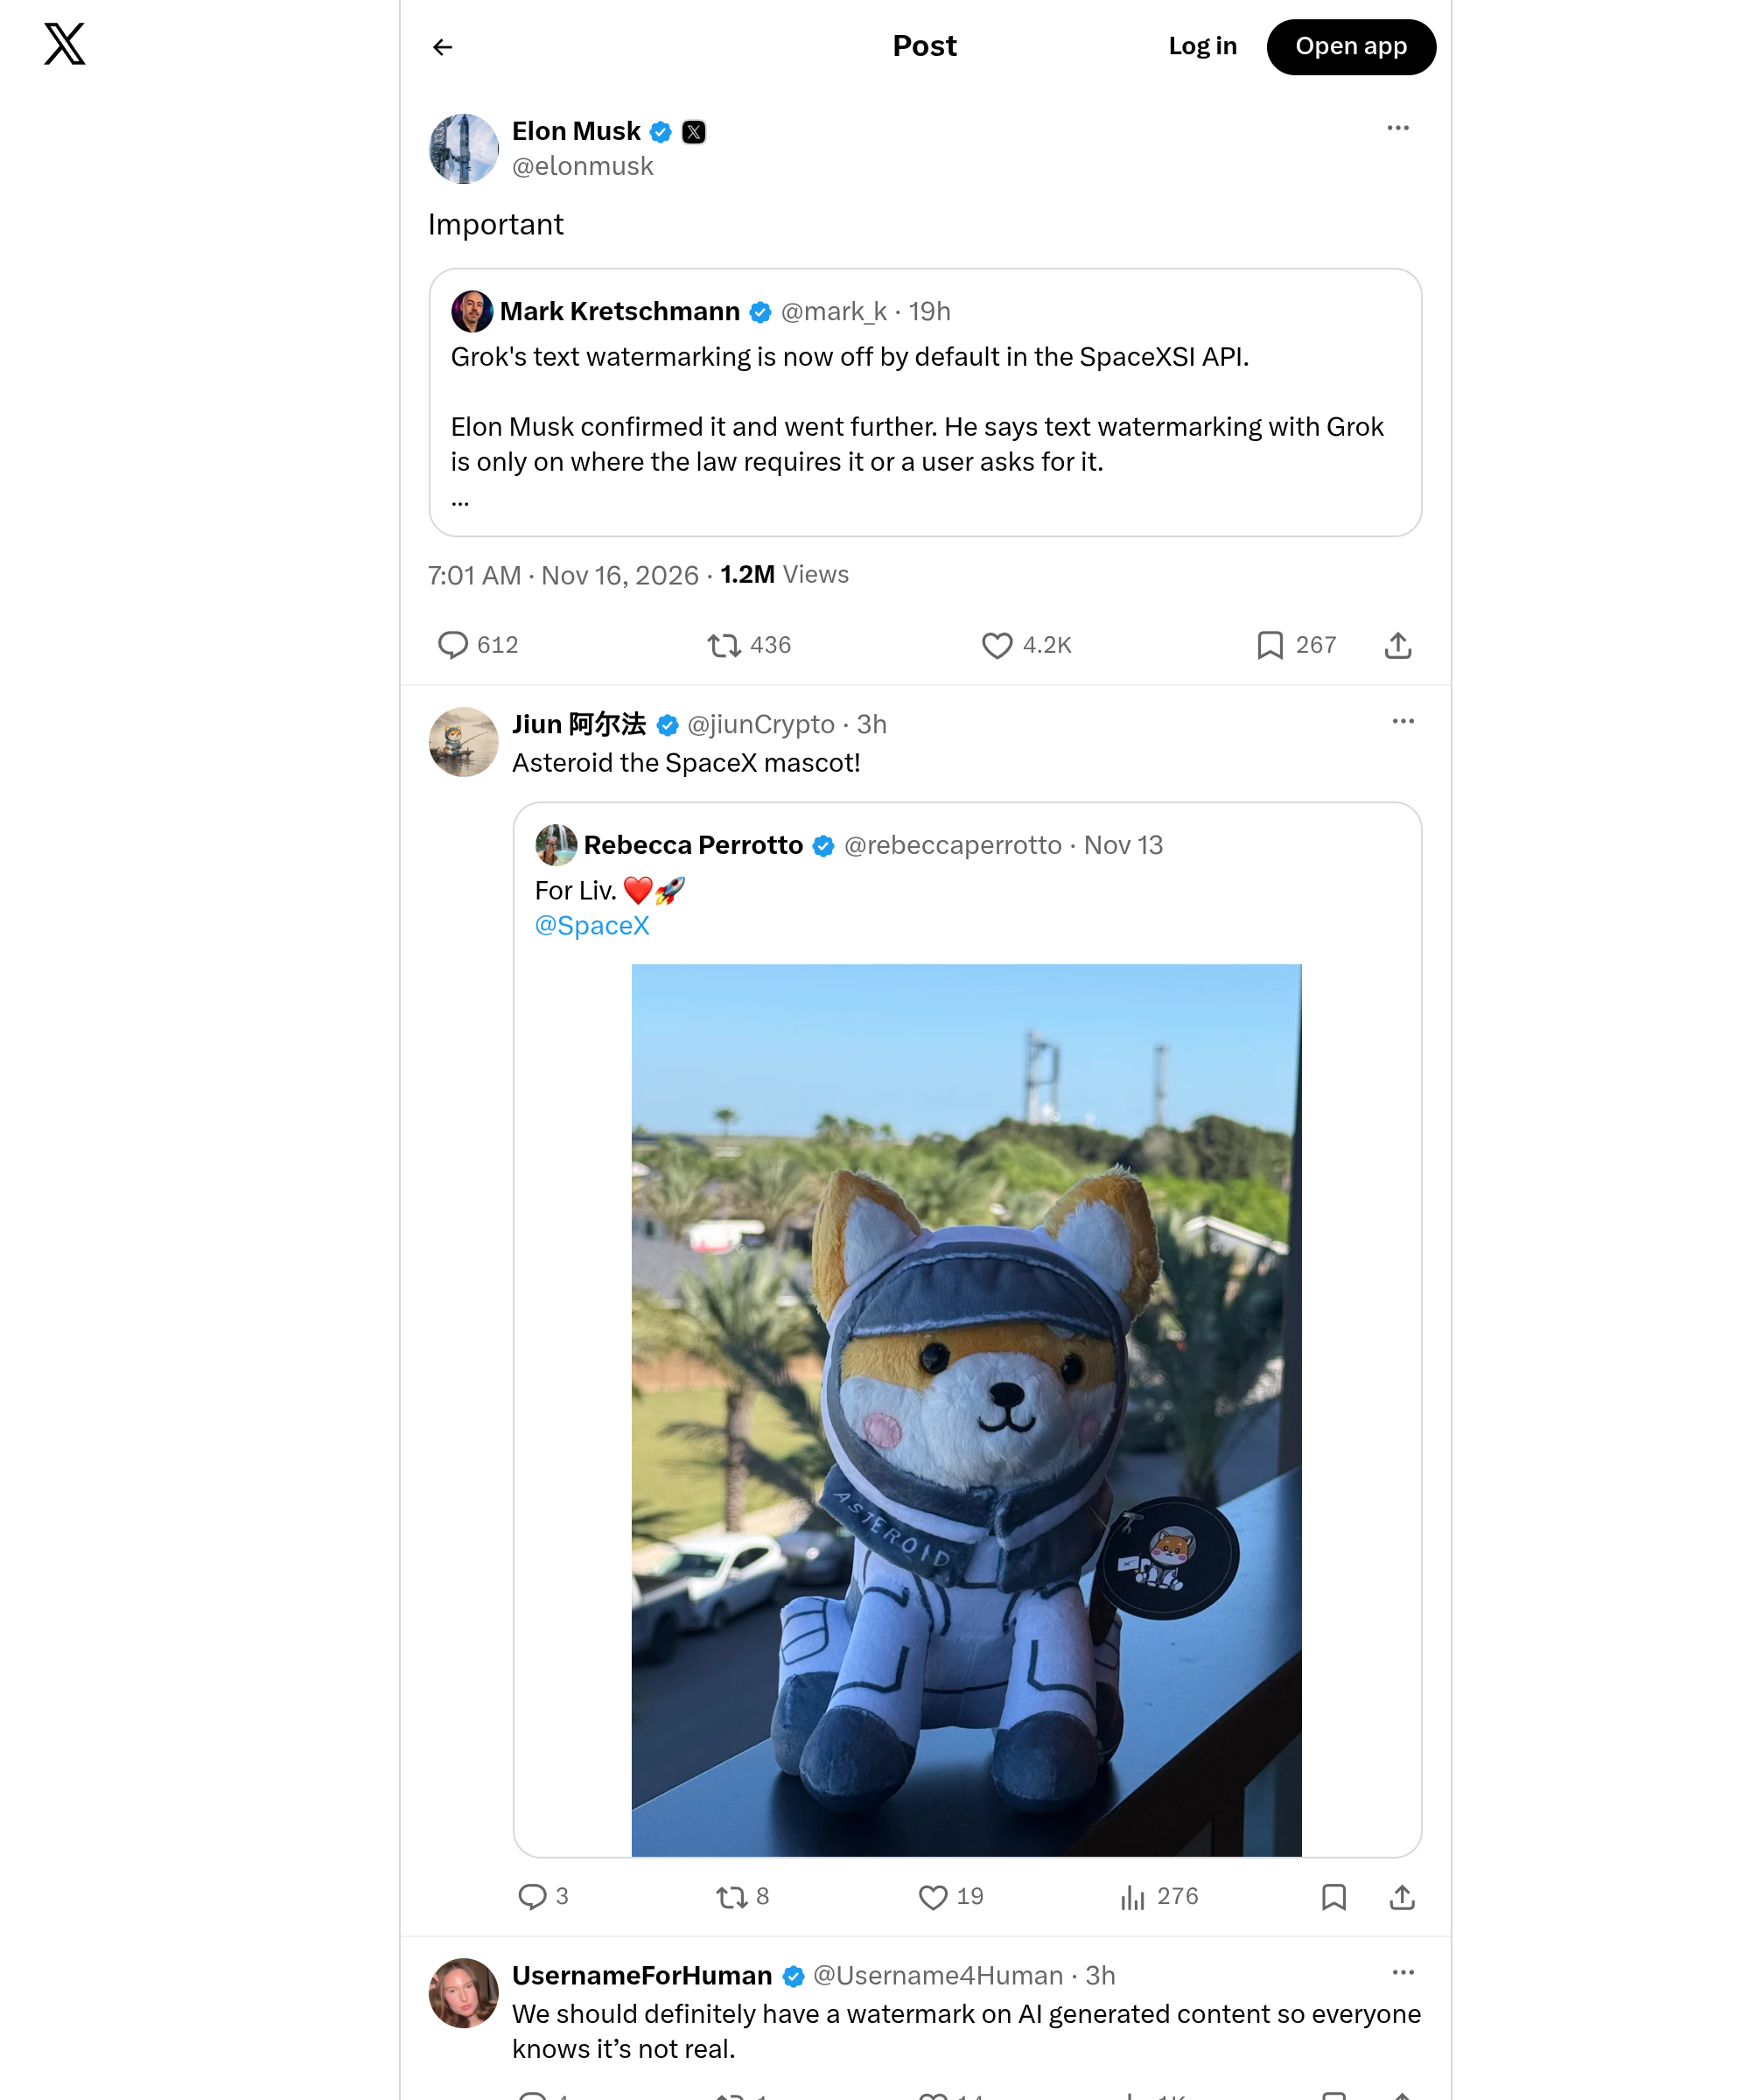 Post
Log in
Open app
Elon Musk
@elonmusk
Important
Mark Kretschmann @mark_k · 19h
Grok's text watermarking is now off by default in the SpaceXSI API.
Elon Musk confirmed it and went further. He says text watermarking with Grok
is only on where the law requires it or a user asks for it.
...
7:01 AM · Nov 16, 2026 · 1.2M Views
612
436
4.2K
267
Jiun 阿尔法 @jiunCrypto · 3h
Asteroid the SpaceX mascot!
Rebecca Perrotto @rebeccaperrotto · Nov 13
For Liv. ❤️🚀
@SpaceX
ASTEROID
3
8
19
276
UsernameForHuman @Username4Human · 3h
We should definitely have a watermark on AI generated content so everyone
knows it’s not real.